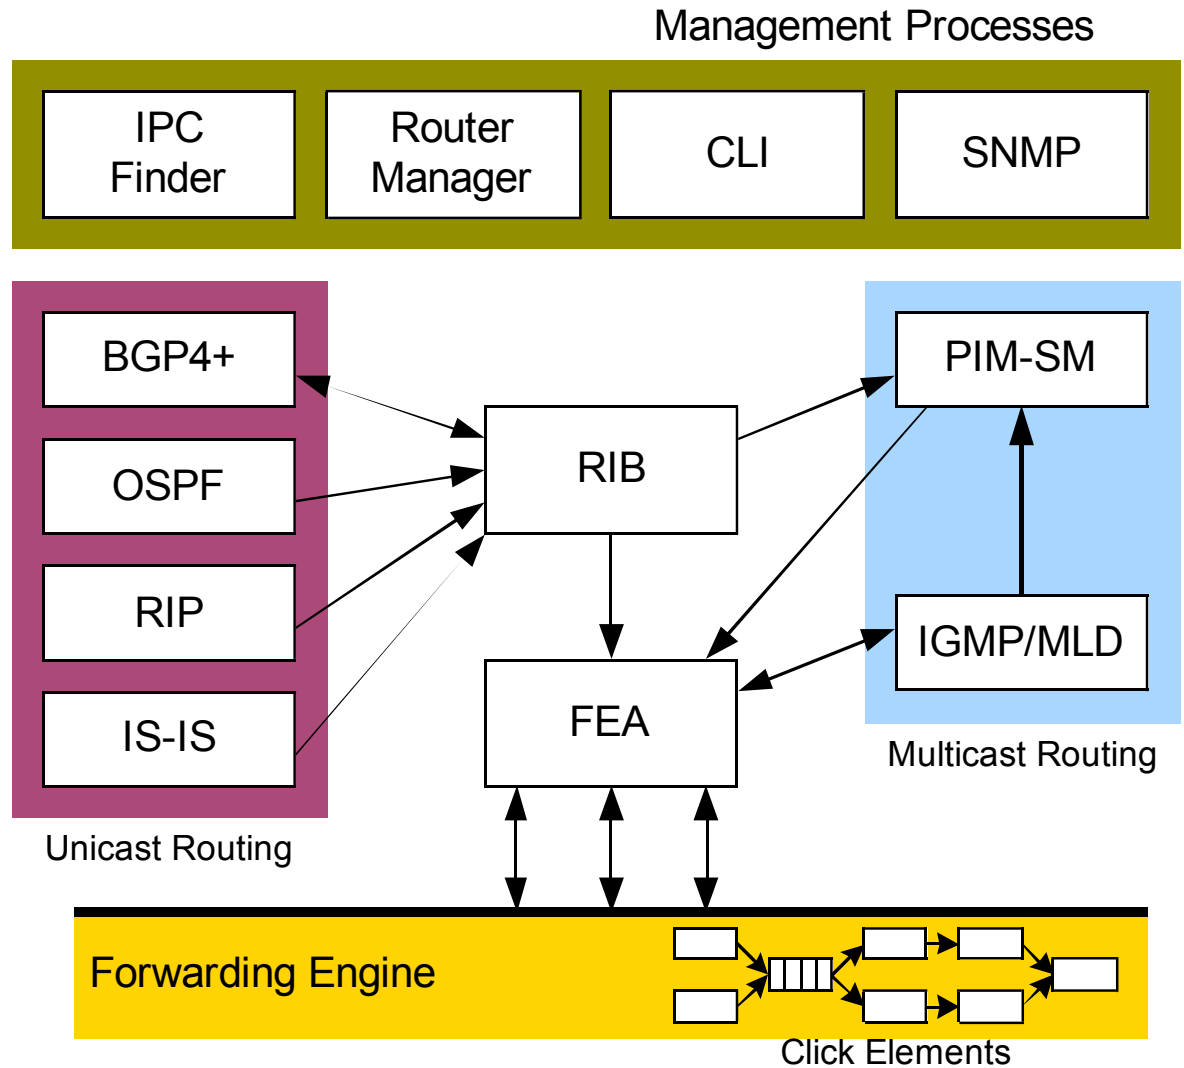 Management Processes
IPC
Finder
Router
Manager
CLI
SNMP
BGP4+
OSPF
RIP
IS-IS
Unicast Routing
RIB
FEA
PIM-SM
IGMP/MLD
Multicast Routing
Forwarding Engine
Click Elements